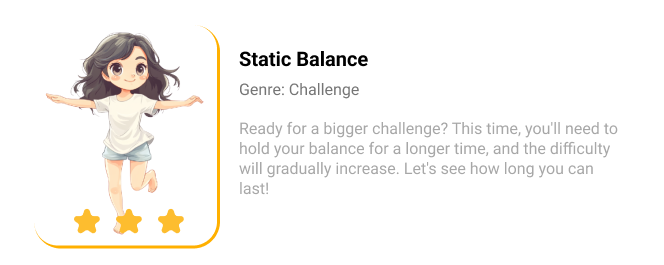 Static Balance
Genre: Challenge
Ready for a bigger challenge? This time, you'll need to
hold your balance for a longer time, and the difficulty
will gradually increase. Let's see how long you can
last!